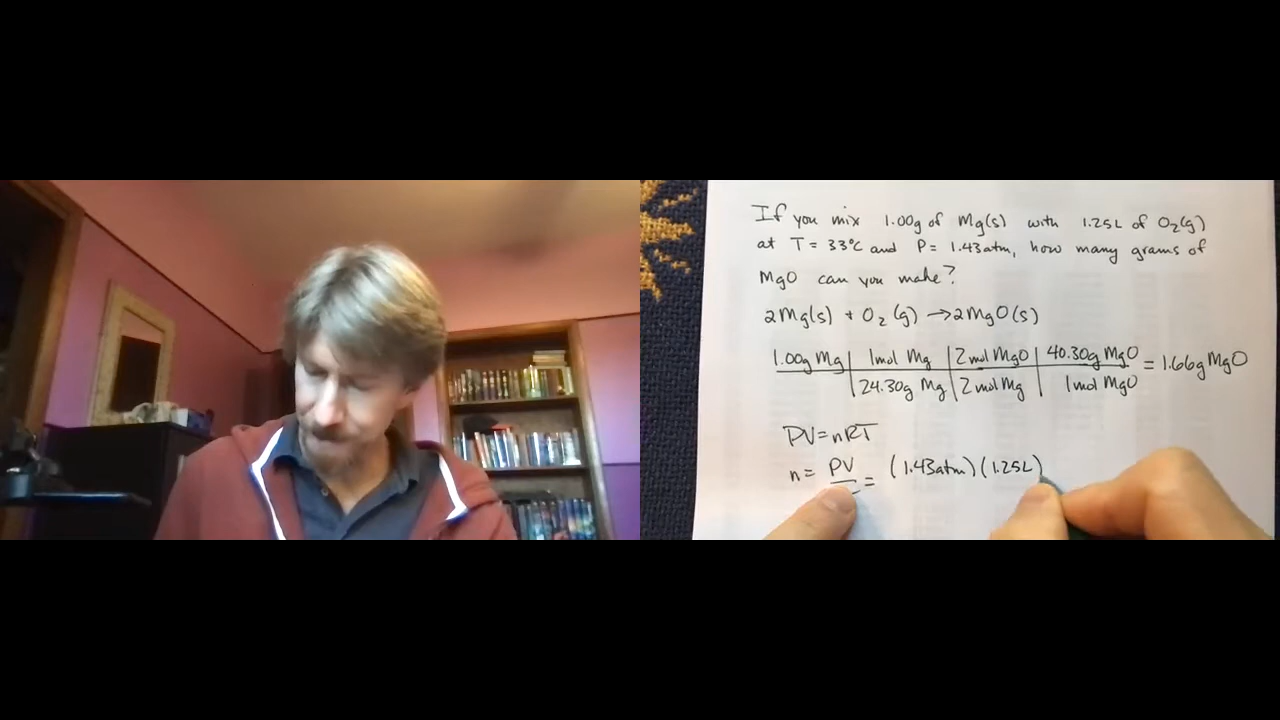 If you mix 1.00g of Mg(s) with 1.25L of O₂(g)
at T = 33°C and P = 1.43atm, how many grams of
MgO can you make?
2Mg(s) + O₂(g) → 2MgO(s)
1.00g Mg | 1mol Mg | 2mol MgO | 40.30g MgO = 1.66g MgO
24.30g Mg | 2mol Mg | 1mol MgO
PV = nRT
n = PV = (1.43atm)(1.25L)